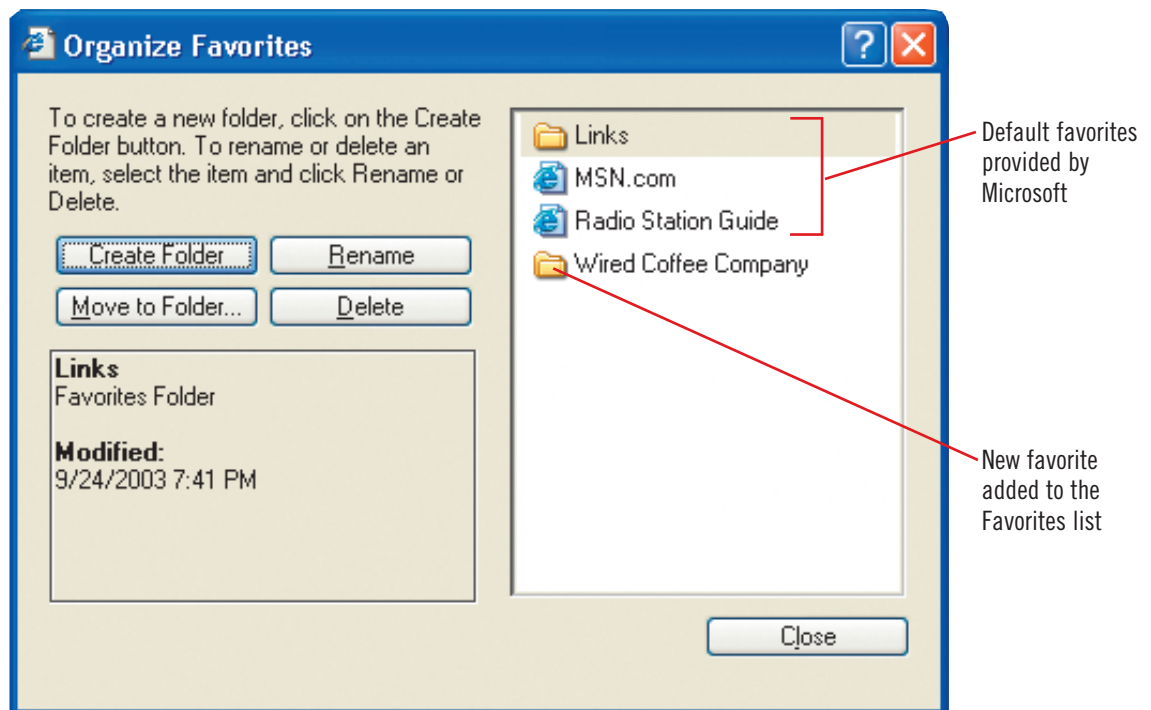 Organize Favorites
To create a new folder, click on the Create
Folder button. To rename or delete an
item, select the item and click Rename or
Delete.
Create Folder
Rename
Move to Folder...
Delete
Links
Favorites Folder
Modified:
9/24/2003 7:41 PM
Links
MSN.com
Radio Station Guide
Wired Coffee Company
Close
Default favorites
provided by
Microsoft
New favorite
added to the
Favorites list